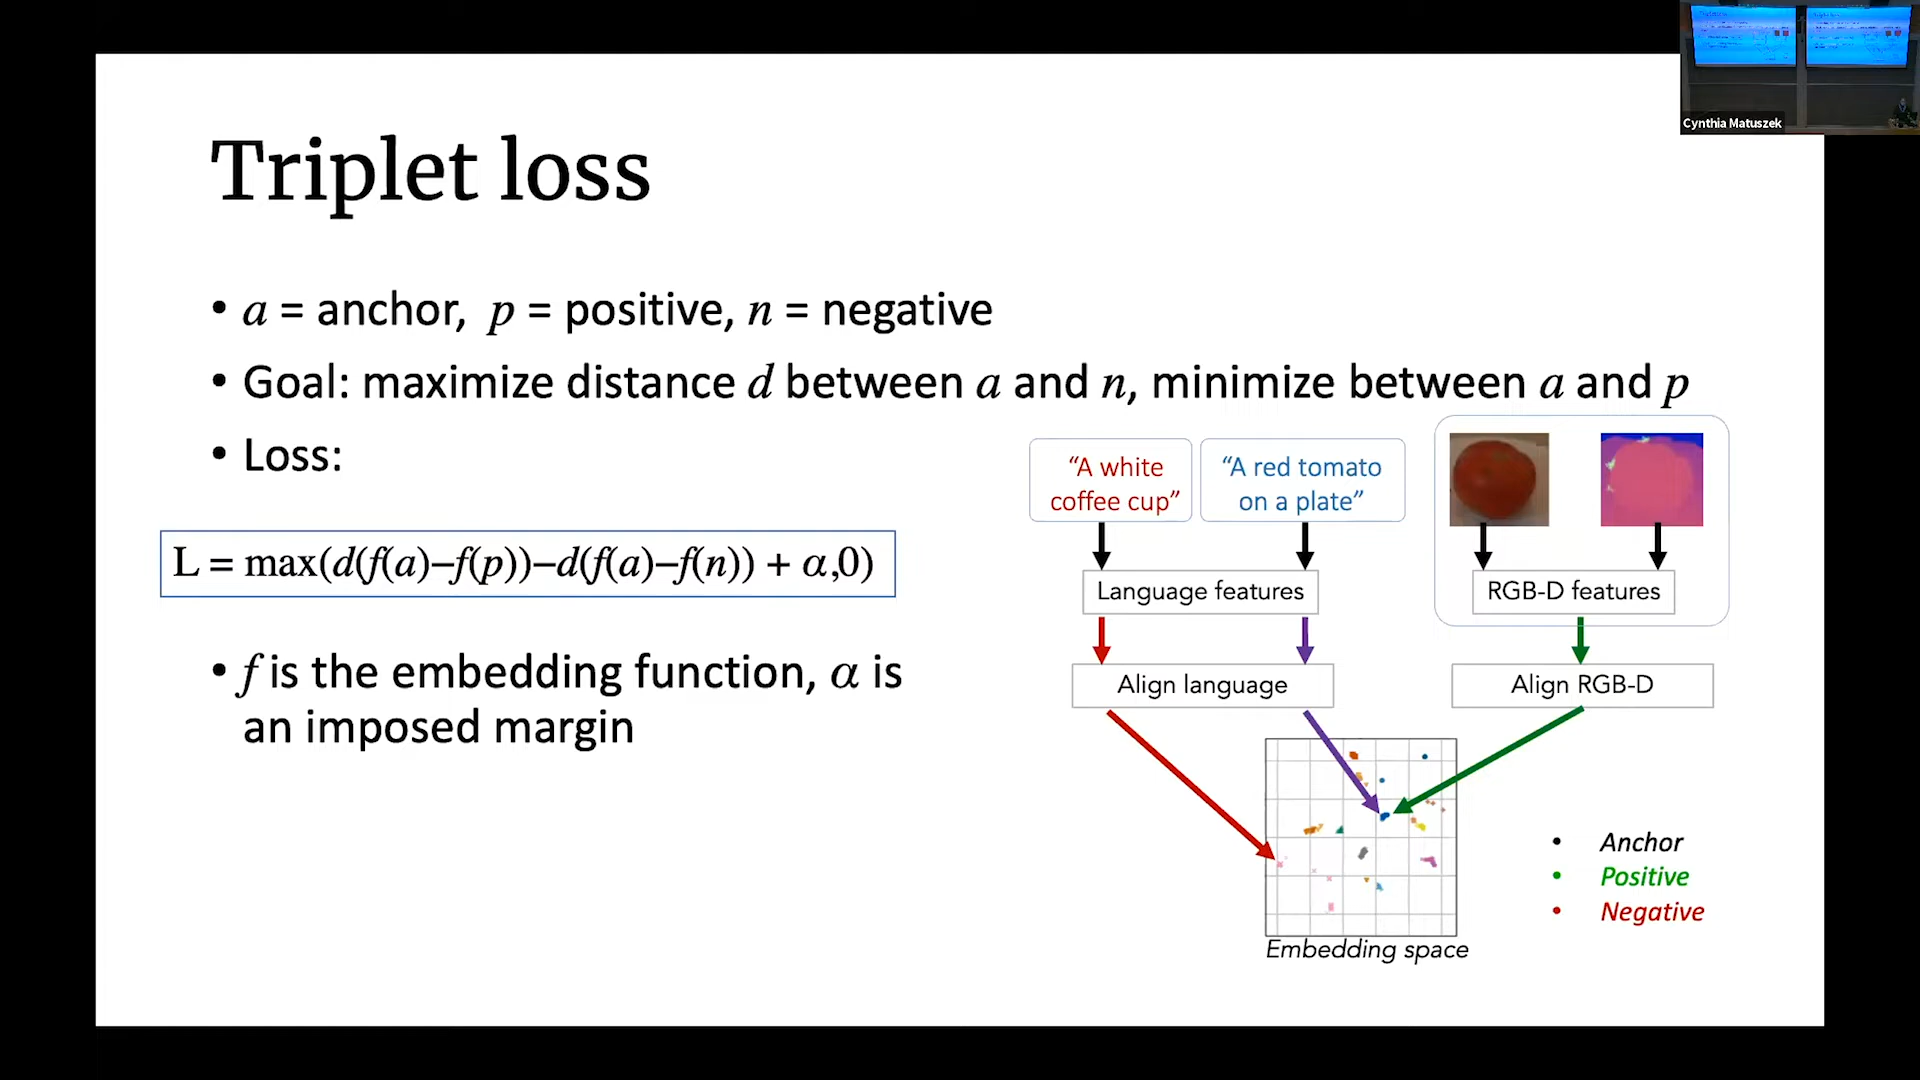 Cynthia Matuszek
Triplet loss
• a = anchor, p = positive, n = negative
• Goal: maximize distance d between a and n, minimize between a and p
• Loss:
L = max(d(f(a)–f(p))–d(f(a)–f(n)) + α,0)
• f is the embedding function, α is
an imposed margin
“A white
coffee cup”
“A red tomato
on a plate”
Language features
RGB-D features
Align language
Align RGB-D
Embedding space
• Anchor
• Positive
• Negative